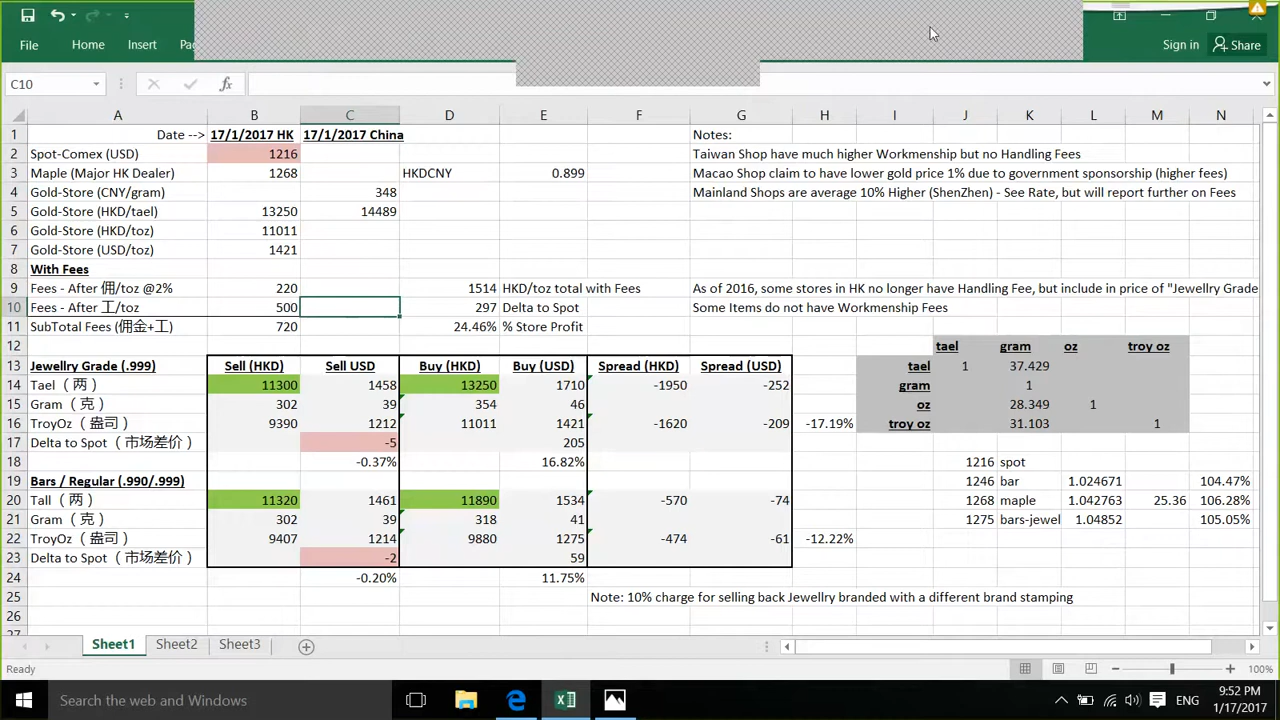 File Home Insert Pa Sign in Share
C10 fx
A B C D E F G H I J K L M N
1 Date --> 17/1/2017 HK 17/1/2017 China Notes:
2 Spot-Comex (USD) 1216 Taiwan Shop have much higher Workmenship but no Handling Fees
3 Maple (Major HK Dealer) 1268 HKDCNY 0.899 Macao Shop claim to have lower gold price 1% due to government sponsorship (higher fees)
4 Gold-Store (CNY/gram) 348 Mainland Shops are average 10% Higher (ShenZhen) - See Rate, but will report further on Fees
5 Gold-Store (HKD/tael) 13250 14489
6 Gold-Store (HKD/toz) 11011
7 Gold-Store (USD/toz) 1421
8 With Fees
9 Fees - After 佣/toz @2% 220 1514 HKD/toz total with Fees As of 2016, some stores in HK no longer have Handling Fee, but include in price of "Jewellry Grade
10 Fees - After 工/toz 500 297 Delta to Spot Some Items do not have Workmenship Fees
11 SubTotal Fees (佣金+工) 720 24.46% % Store Profit
12 tael gram oz troy oz
13 Jewellry Grade (.999) Sell (HKD) Sell USD Buy (HKD) Buy (USD) Spread (HKD) Spread (USD) tael 1 37.429
14 Tael（两） 11300 1458 13250 1710 -1950 -252 gram 1
15 Gram（克） 302 39 354 46 oz 28.349 1
16 TroyOz（盎司） 9390 1212 11011 1421 -1620 -209 -17.19% troy oz 31.103 1
17 Delta to Spot（市场差价） -5 205
18 -0.37% 16.82% 1216 spot
19 Bars / Regular (.990/.999) 1246 bar 1.024671 104.47%
20 Tall（两） 11320 1461 11890 1534 -570 -74 1268 maple 1.042763 25.36 106.28%
21 Gram（克） 302 39 318 41 1275 bars-jewel 1.04852 105.05%
22 TroyOz（盎司） 9407 1214 9880 1275 -474 -61 -12.22%
23 Delta to Spot（市场差价） -2 59
24 -0.20% 11.75%
25 Note: 10% charge for selling back Jewellry branded with a different brand stamping
26
27
Sheet1 Sheet2 Sheet3
Ready 100%
Search the web and Windows ENG 9:52 PM
1/17/2017